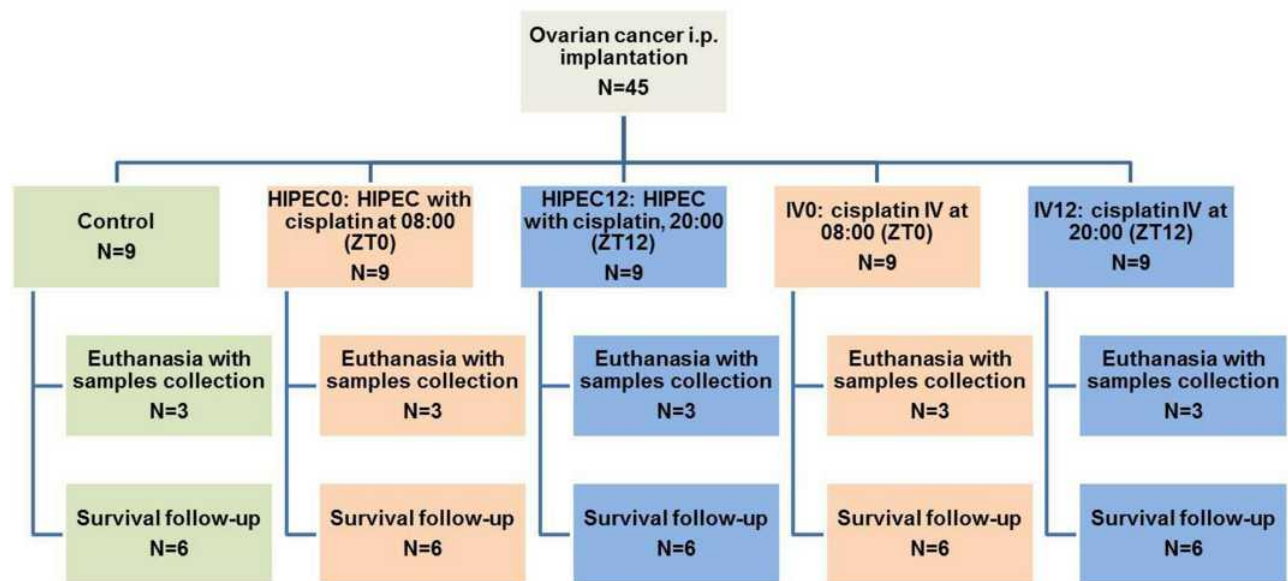 Ovarian cancer i.p.
implantation
N=45
Control
N=9
HIPEC0: HIPEC with
cisplatin at 08:00
(ZT0)
N=9
HIPEC12: HIPEC
with cisplatin, 20:00
(ZT12)
N=9
IV0: cisplatin IV at
08:00 (ZT0)
N=9
IV12: cisplatin IV at
20:00 (ZT12)
N=9
Euthanasia with
samples collection
N=3
Euthanasia with
samples collection
N=3
Euthanasia with
samples collection
N=3
Euthanasia with
samples collection
N=3
Euthanasia with
samples collection
N=3
Survival follow-up
N=6
Survival follow-up
N=6
Survival follow-up
N=6
Survival follow-up
N=6
Survival follow-up
N=6